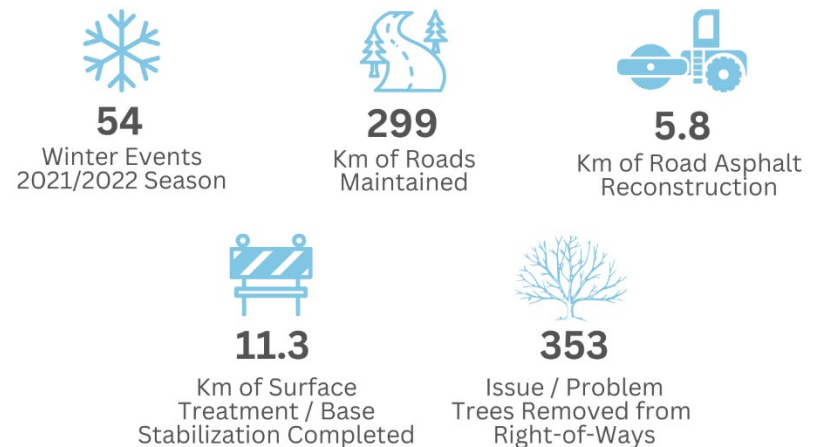 54
Winter Events
2021/2022 Season
299
Km of Roads
Maintained
5.8
Km of Road Asphalt
Reconstruction
11.3
Km of Surface
Treatment / Base
Stabilization Completed
353
Issue / Problem
Trees Removed from
Right-of-Ways